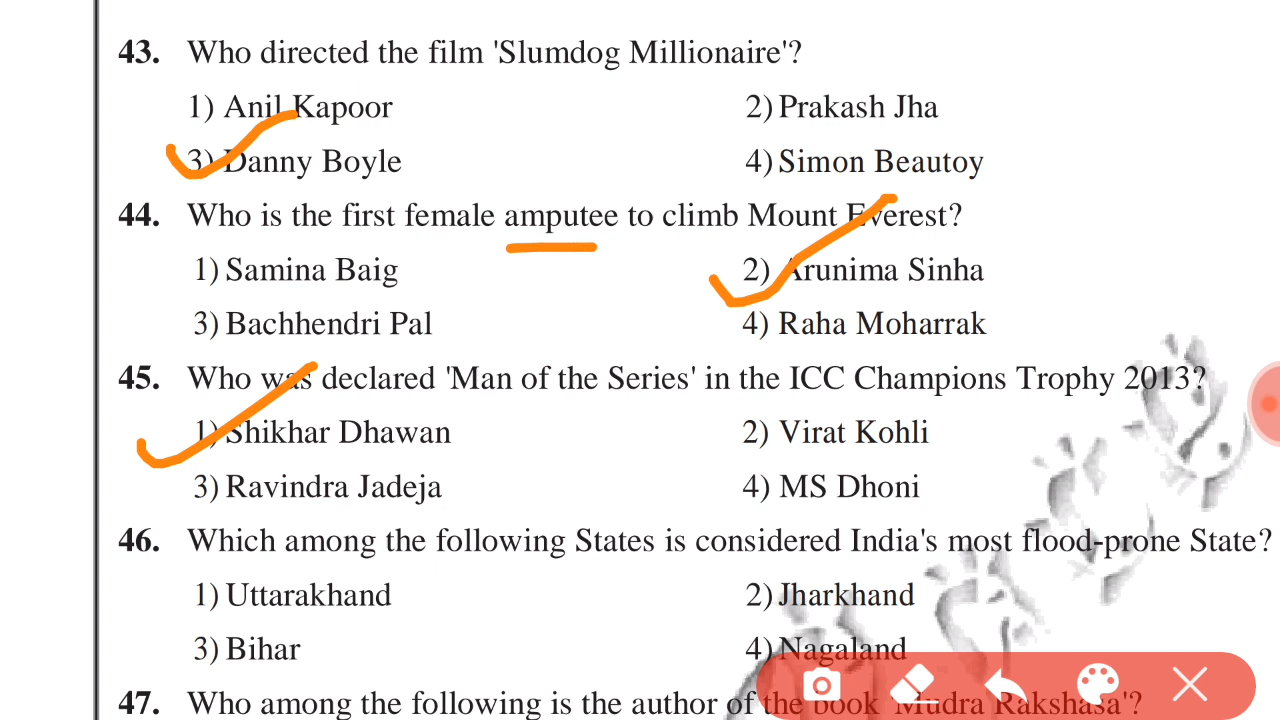 43. Who directed the film 'Slumdog Millionaire'?
1) Anil Kapoor 2) Prakash Jha
3) Danny Boyle 4) Simon Beautoy
44. Who is the first female amputee to climb Mount Everest?
1) Samina Baig 2) Arunima Sinha
3) Bachhendri Pal 4) Raha Moharrak
45. Who was declared 'Man of the Series' in the ICC Champions Trophy 2013?
1) Shikhar Dhawan 2) Virat Kohli
3) Ravindra Jadeja 4) MS Dhoni
46. Which among the following States is considered India's most flood-prone State?
1) Uttarakhand 2) Jharkhand
3) Bihar 4) Nagaland
47. Who among the following is the author of the book 'Mudra Rakshasa'?